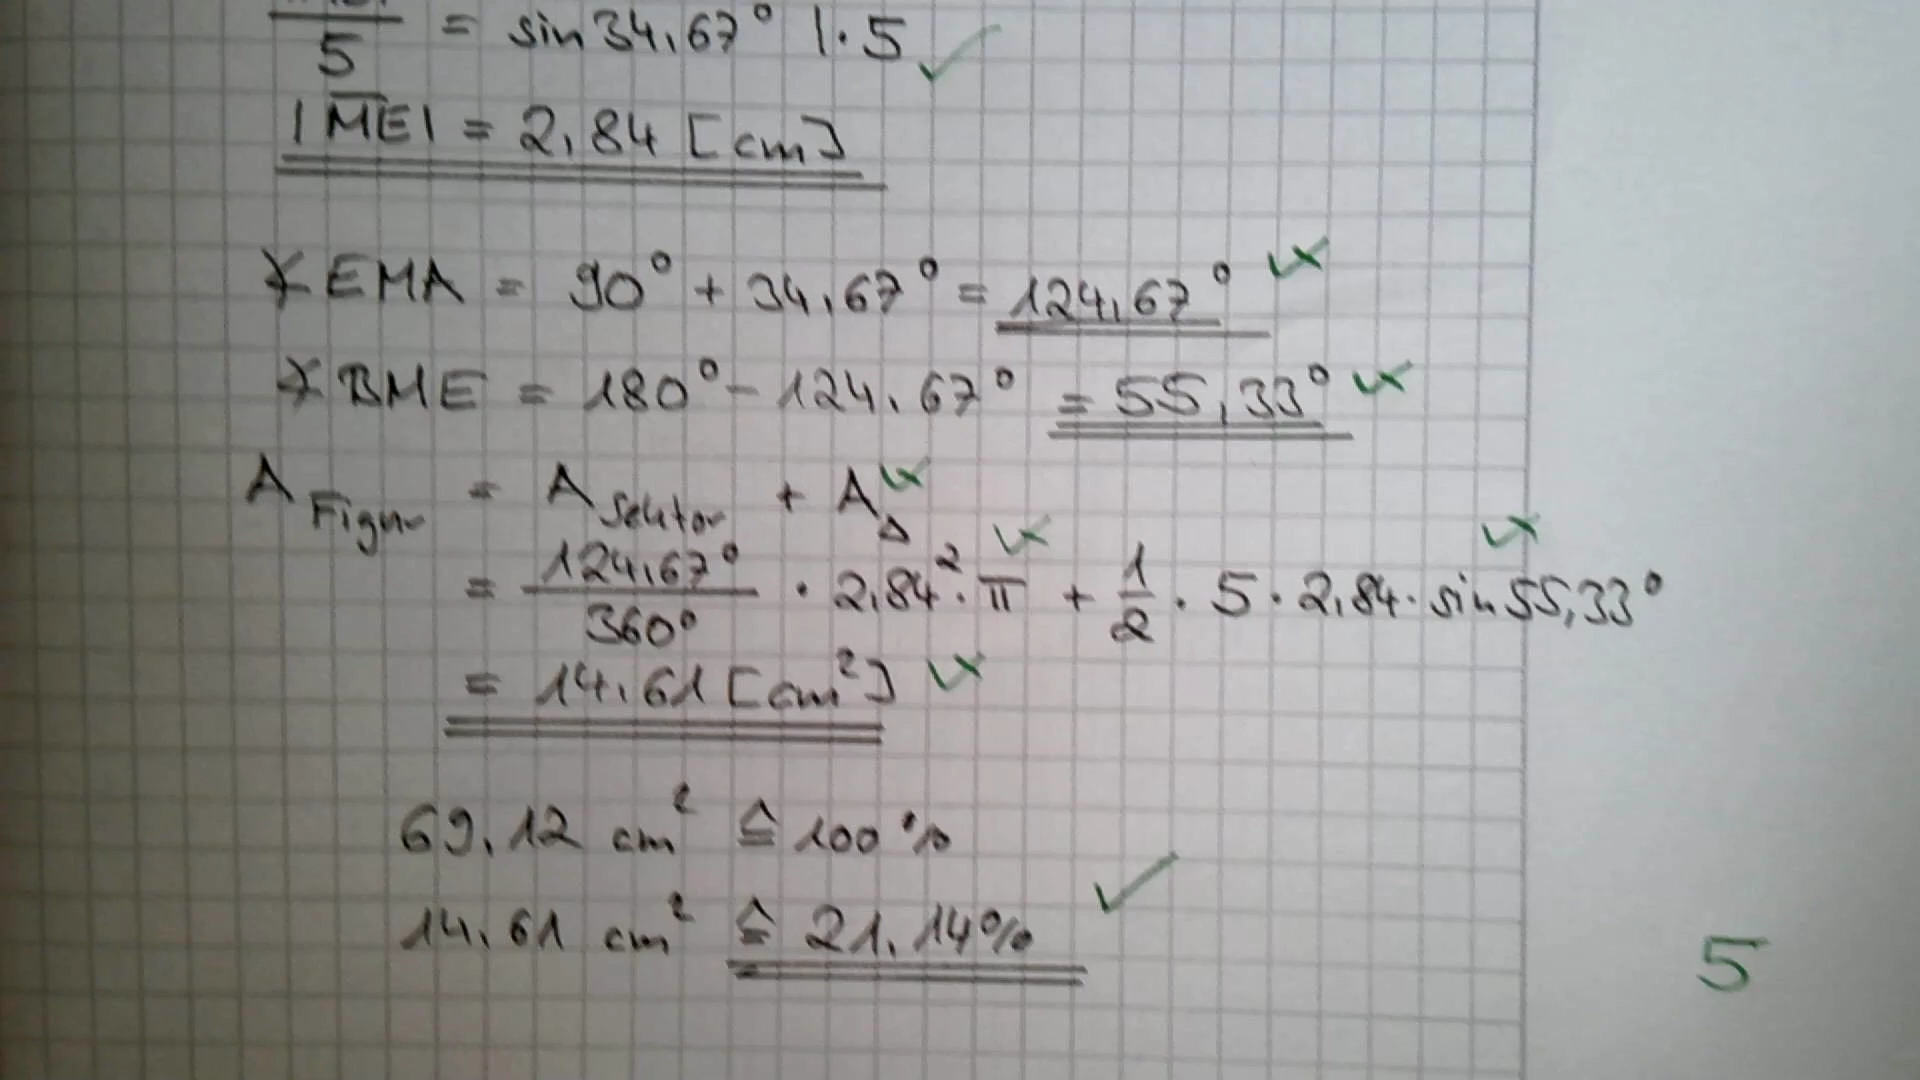 5 = sin 34,67° | · 5
|ME| = 2,84 [cm]
∢ EMA = 90° + 34,67° = 124,67°
∢ BME = 180° - 124,67° = 55,33°
A Figur = A Sektor + A Δ
= 124,67° / 360° · 2,84² · π + 1/2 · 5 · 2,84 · sin 55,33°
= 14,61 [cm²]
69,12 cm² ≙ 100 %
14,61 cm² ≙ 21,14 %
5